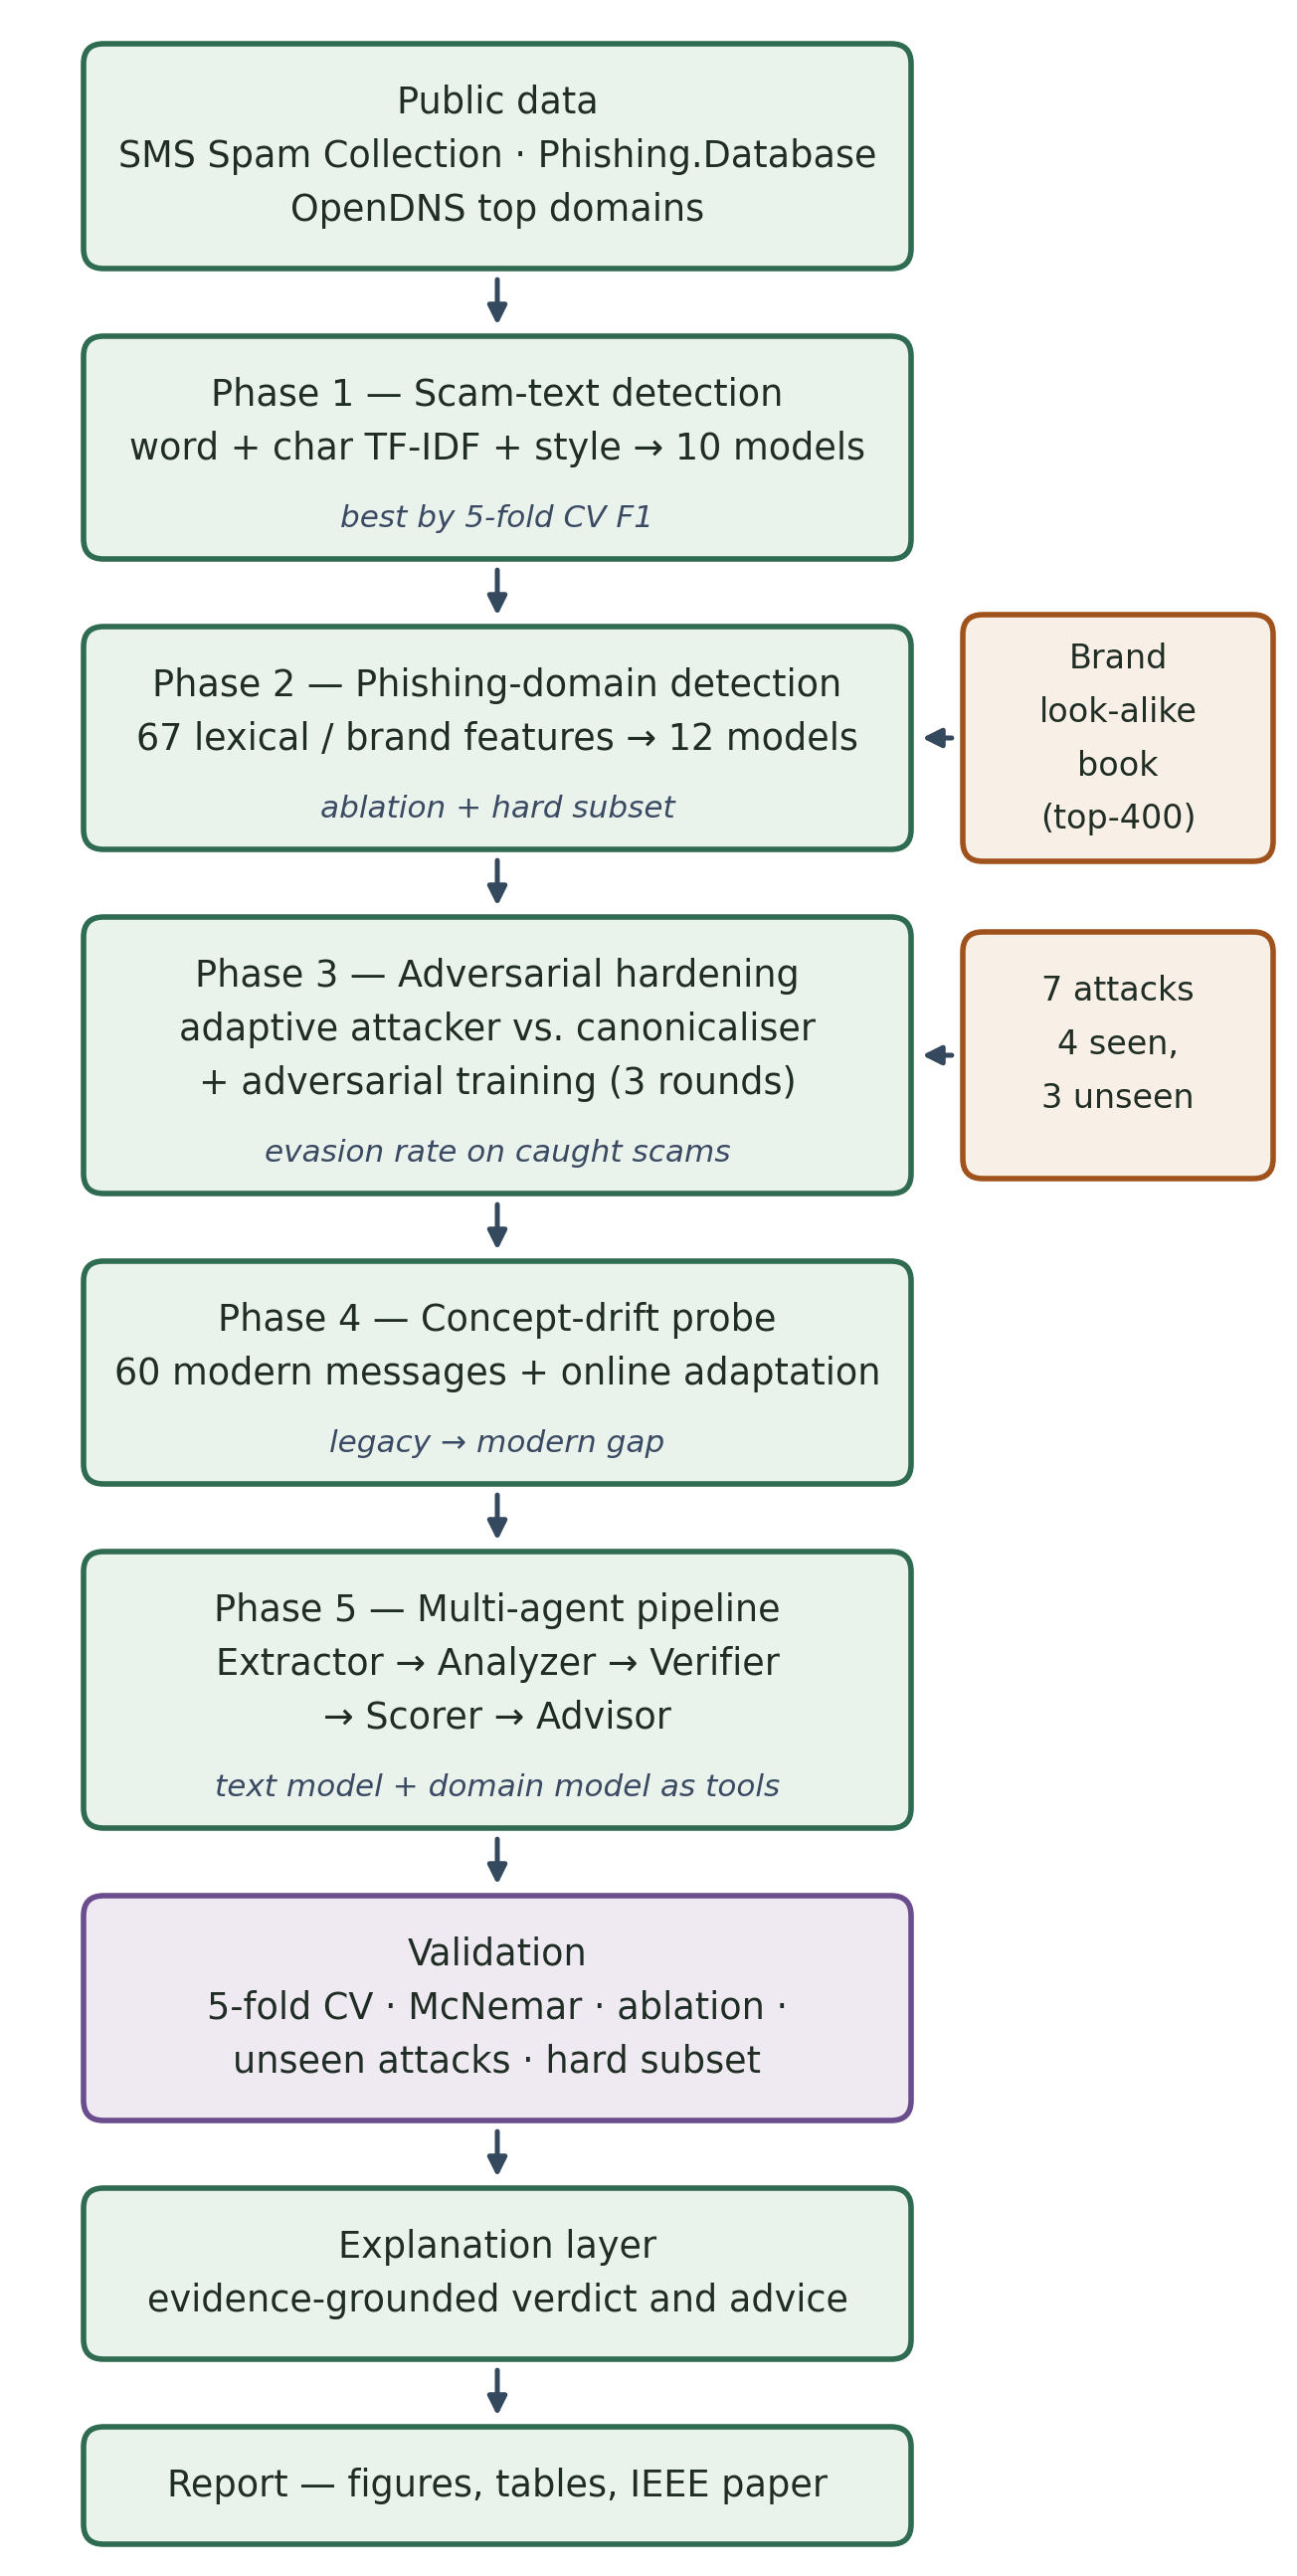 Public data
SMS Spam Collection · Phishing.Database
OpenDNS top domains
Phase 1 — Scam-text detection
word + char TF-IDF + style → 10 models
best by 5-fold CV F1
Phase 2 — Phishing-domain detection
67 lexical / brand features → 12 models
ablation + hard subset
Brand
look-alike
book
(top-400)
Phase 3 — Adversarial hardening
adaptive attacker vs. canonicaliser
+ adversarial training (3 rounds)
evasion rate on caught scams
7 attacks
4 seen,
3 unseen
Phase 4 — Concept-drift probe
60 modern messages + online adaptation
legacy → modern gap
Phase 5 — Multi-agent pipeline
Extractor → Analyzer → Verifier
→ Scorer → Advisor
text model + domain model as tools
Validation
5-fold CV · McNemar · ablation ·
unseen attacks · hard subset
Explanation layer
evidence-grounded verdict and advice
Report — figures, tables, IEEE paper